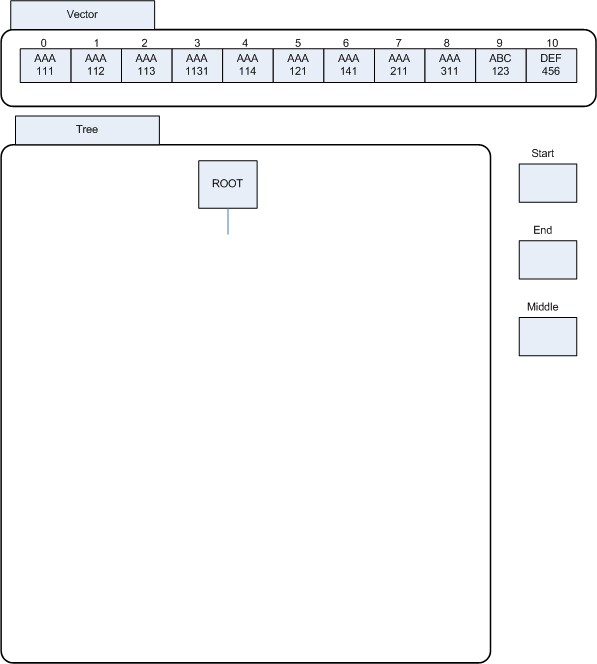 Vector
0 1 2 3 4 5 6 7 8 9 10
AAA AAA AAA AAA AAA AAA AAA AAA AAA ABC DEF
111 112 113 1131 114 121 141 211 311 123 456
Tree
ROOT
Start
End
Middle